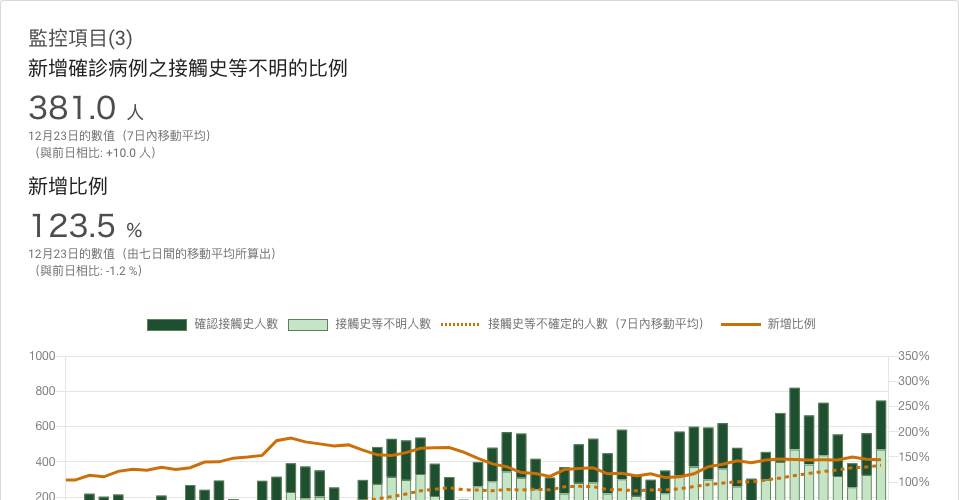 監控項目(3)
新增確診病例之接觸史等不明的比例
381.0 人
12月23日的數值（7日內移動平均）
（與前日相比: +10.0 人）
新增比例
123.5 %
12月23日的數值（由七日間的移動平均所算出）
（與前日相比: -1.2 %）
確認接觸史人數 接觸史等不明人數 接觸史等不確定的人數（7日內移動平均） 新增比例
1000 350%
800 300%
250%
600 200%
400 150%
100%
200